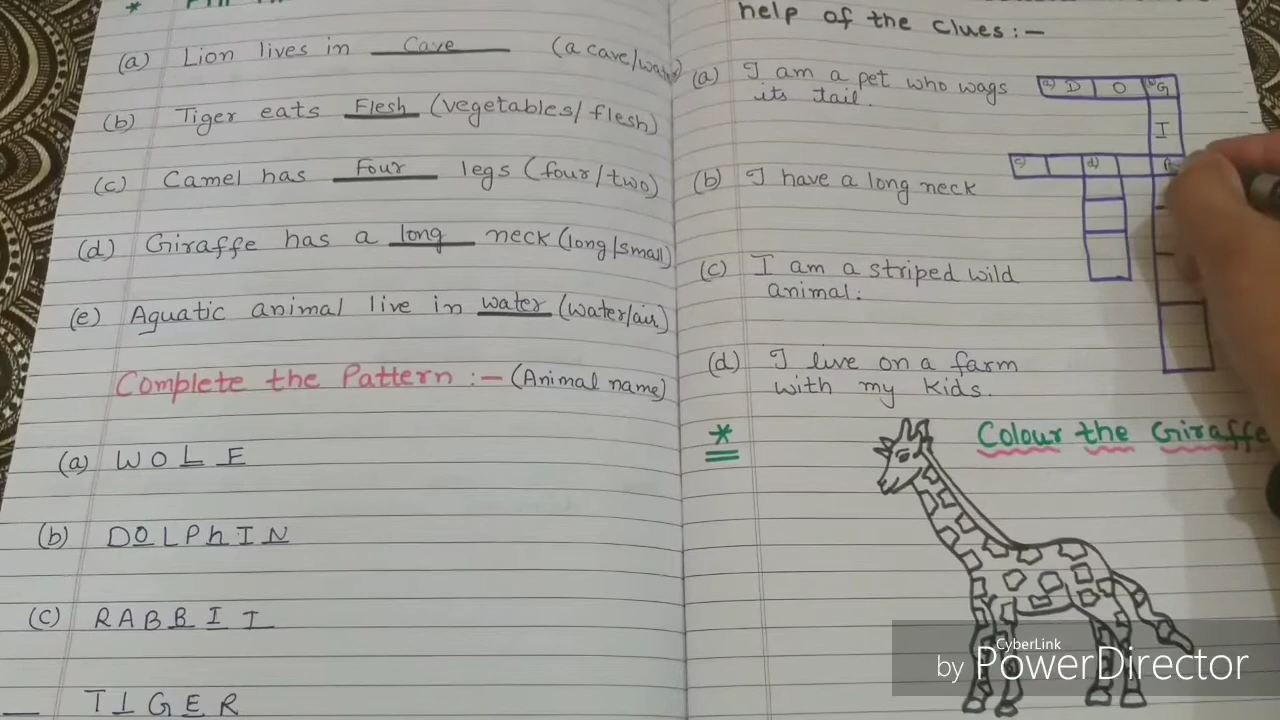 (a) Lion lives in Cave (a cave/water)
(b) Tiger eats Flesh (vegetables/flesh)
(c) Camel has Four legs (four/two)
(d) Giraffe has a long neck (long/small)
(e) Aquatic animal live in water (water/air)
Complete the Pattern :- (Animal name)
(a) W O L F
(b) D O L P h I N
(c) R A B B I T
T I G E R
help of the clues :-
(a) I am a pet who wags
its tail.
(b) I have a long neck
(c) I am a striped wild
animal.
(d) I live on a farm
with my kids.
(a) D O (b) G
I
(c) (d) R
* Colour the Giraffe
CyberLink
by PowerDirector